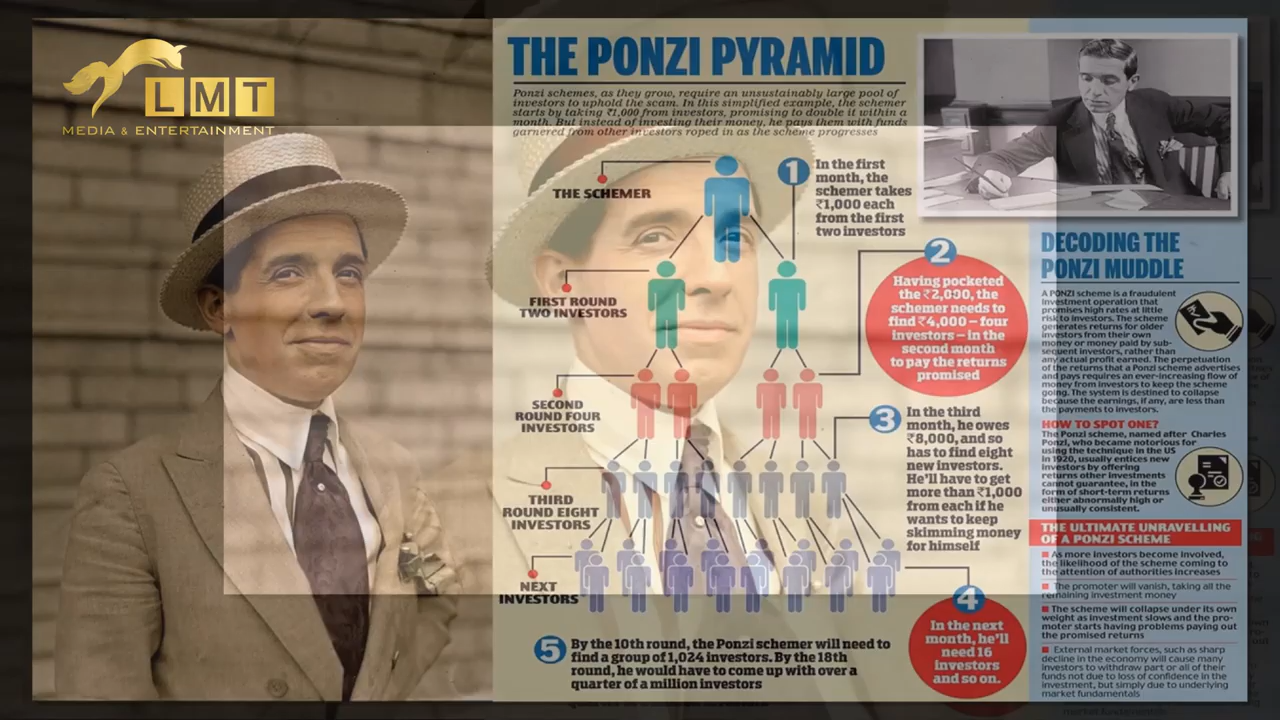 LMT
MEDIA & ENTERTAINMENT
THE PONZI PYRAMID
Ponzi schemes, as they grow, require an unsustainably large pool of
investors to uphold the scam. In this simplified example, the schemer
starts by taking ₹1,000 from investors, promising to double it within a
month. But instead of investing their money, he pays them with funds
garnered from other investors roped in as the scheme progresses
THE SCHEMER
1
In the first
month, the
schemer takes
₹1,000 each
from the first
two investors
FIRST ROUND
TWO INVESTORS
2
Having pocketed
the ₹2,000, the
schemer needs to
find ₹4,000 – four
investors – in the
second month
to pay the returns
promised
SECOND
ROUND FOUR
INVESTORS
3
In the third
month, he owes
₹8,000, and so
has to find eight
new investors.
He'll have to get
more than ₹1,000
from each if he
wants to keep
skimming money
for himself
THIRD
ROUND EIGHT
INVESTORS
NEXT
INVESTORS
4
In the next
month, he'll
need 16
investors
and so on.
5
By the 10th round, the Ponzi schemer will need to
find a group of 1,024 investors. By the 18th
round, he would have to come up with over a
quarter of a million investors
DECODING THE
PONZI MUDDLE
A PONZI scheme is a fraudulent
investment operation that
promises high rates at little
risk to investors. The scheme
generates returns for older
investors from their own
money or money paid by sub-
sequent investors, rather than
any actual profit earned. The perpetuation
of the returns that a Ponzi scheme advertises
and pays requires an ever-increasing flow of
money from investors to keep the scheme
going. The system is destined to collapse
because the earnings, if any, are less than
the payments to investors.
HOW TO SPOT ONE?
The Ponzi scheme, named after Charles
Ponzi, who became notorious for
using the technique in the US
in 1920, usually entices new
investors by offering
returns other investments
cannot guarantee, in the
form of short-term returns
either abnormally high or
unusually consistent.
THE ULTIMATE UNRAVELLING
OF A PONZI SCHEME
As more investors become involved,
the likelihood of the scheme coming to
the attention of authorities increases
The promoter will vanish, taking all the
remaining investment money
The scheme will collapse under its own
weight as investment slows and the pro-
moter starts having problems paying out
the promised returns
External market forces, such as sharp
decline in the economy will cause many
investors to withdraw part or all of their
funds not due to loss of confidence in the
investment, but simply due to underlying
market fundamentals